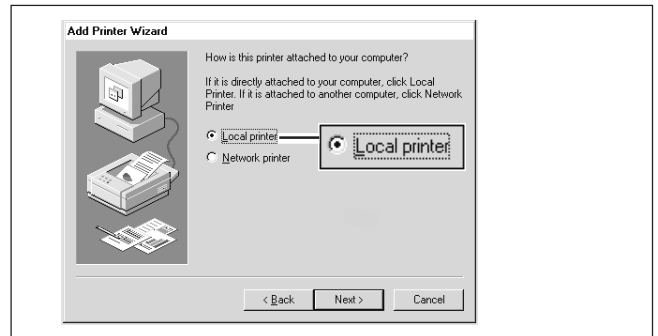 Add Printer Wizard
How is this printer attached to your computer?
If it is directly attached to your computer, click Local
Printer. If it is attached to another computer, click Network
Printer
Local printer
Local printer
Network printer
< Back
Next >
Cancel